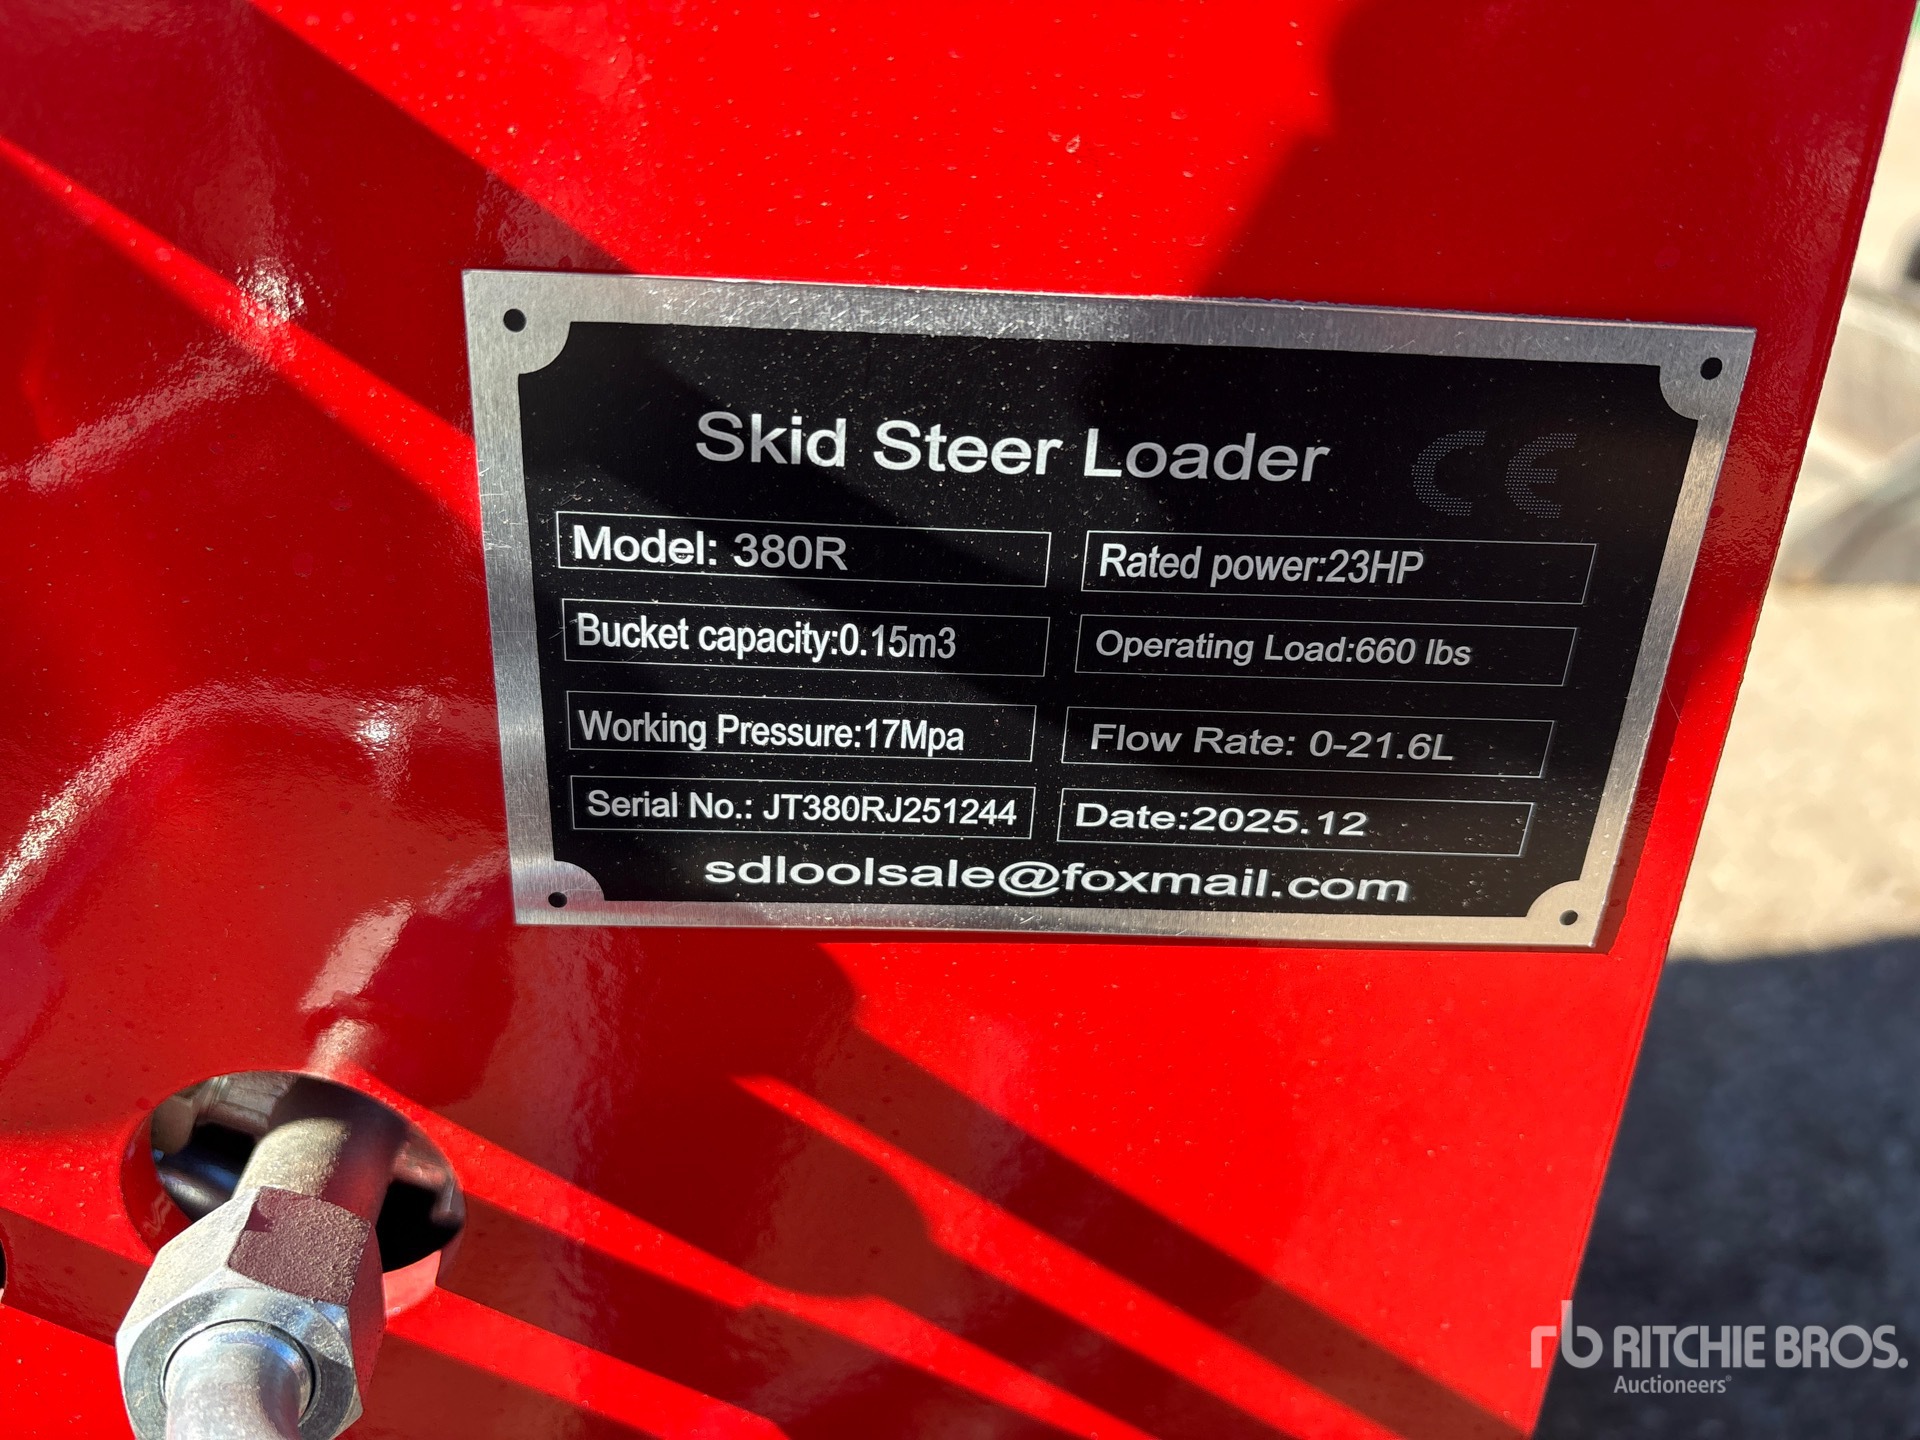 Skid Steer Loader CE
Model: 380R
Rated power:23HP
Bucket capacity:0.15m3
Operating Load:660 lbs
Working Pressure:17Mpa
Flow Rate: 0-21.6L
Serial No.: JT380RJ251244
Date:2025.12
sdloolsale@foxmail.com
rb RITCHIE BROS.
Auctioneers®